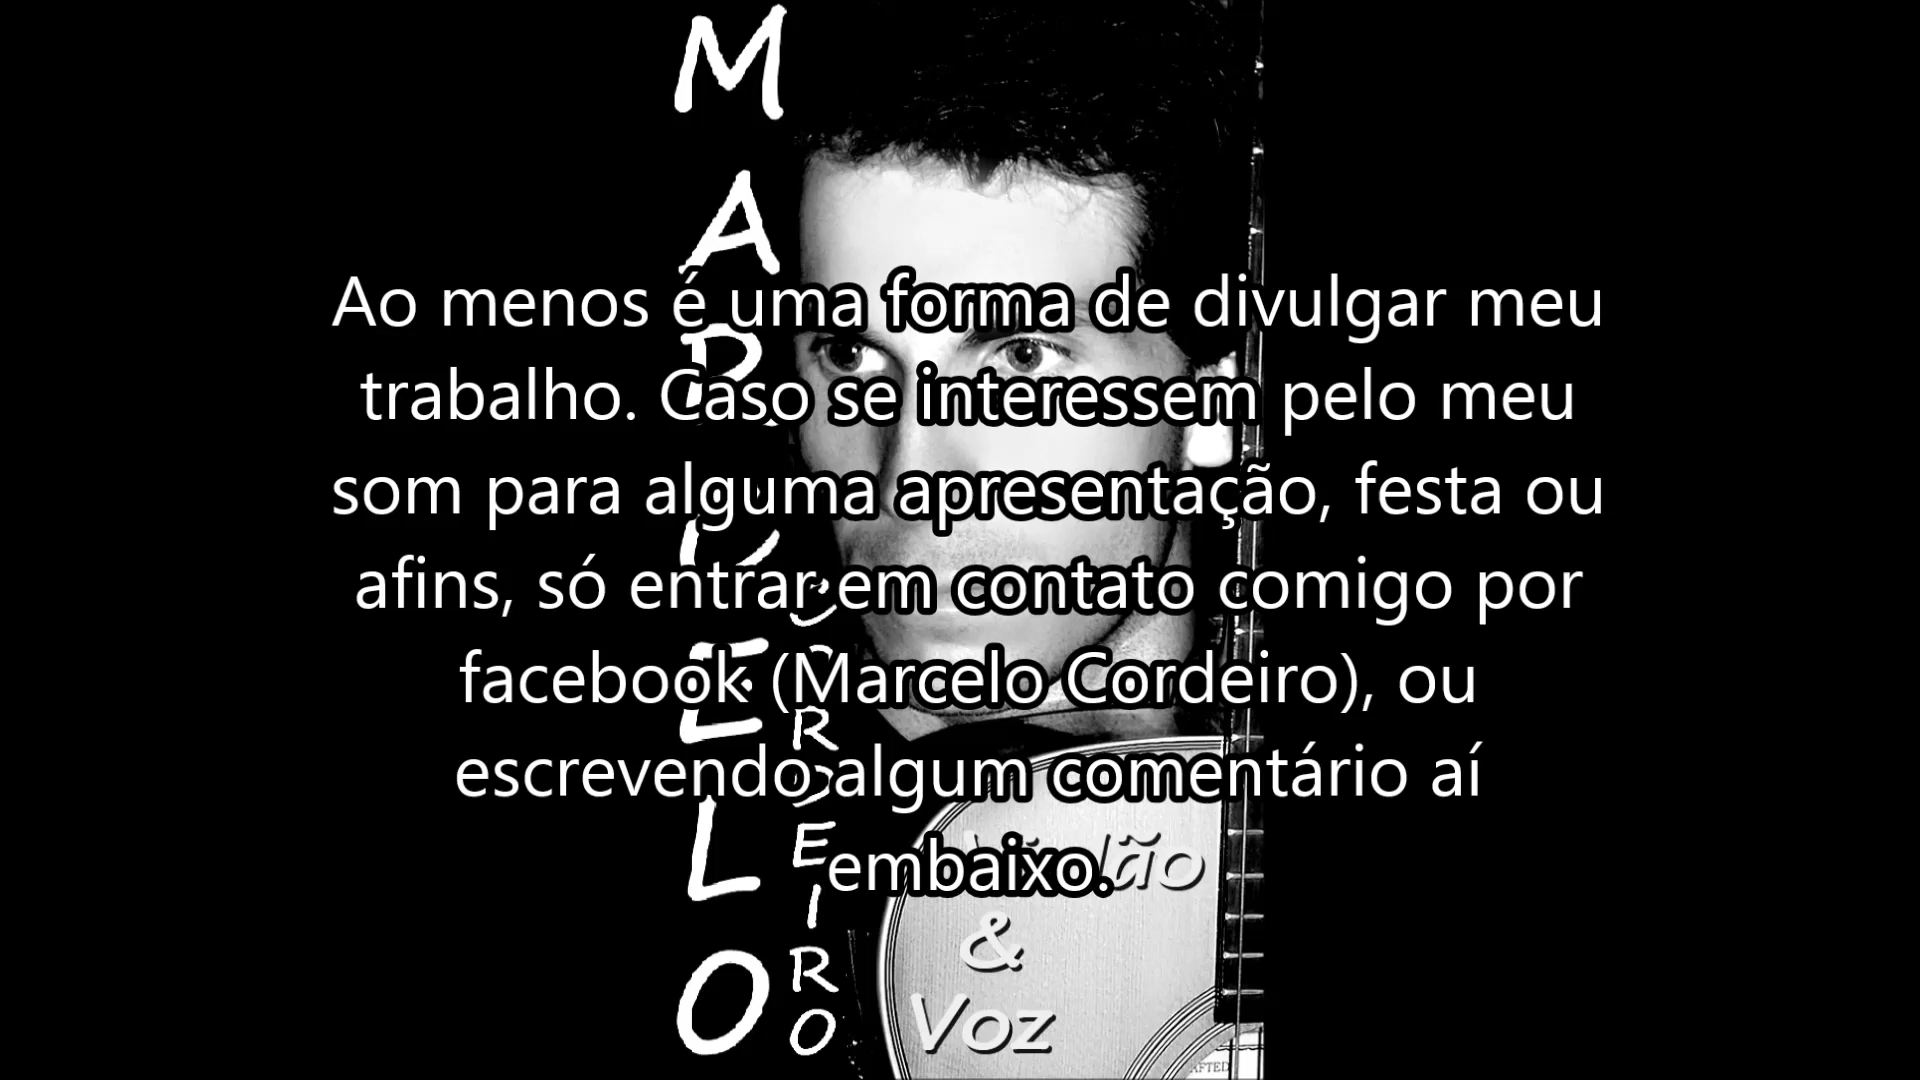 MARCELO
CORDEIRO
Ao menos é uma forma de divulgar meu
trabalho. Caso se interessem pelo meu
som para alguma apresentação, festa ou
afins, só entrar em contato comigo por
facebook (Marcelo Cordeiro), ou
escrevendo algum comentário aí
embaixo.
&
Voz